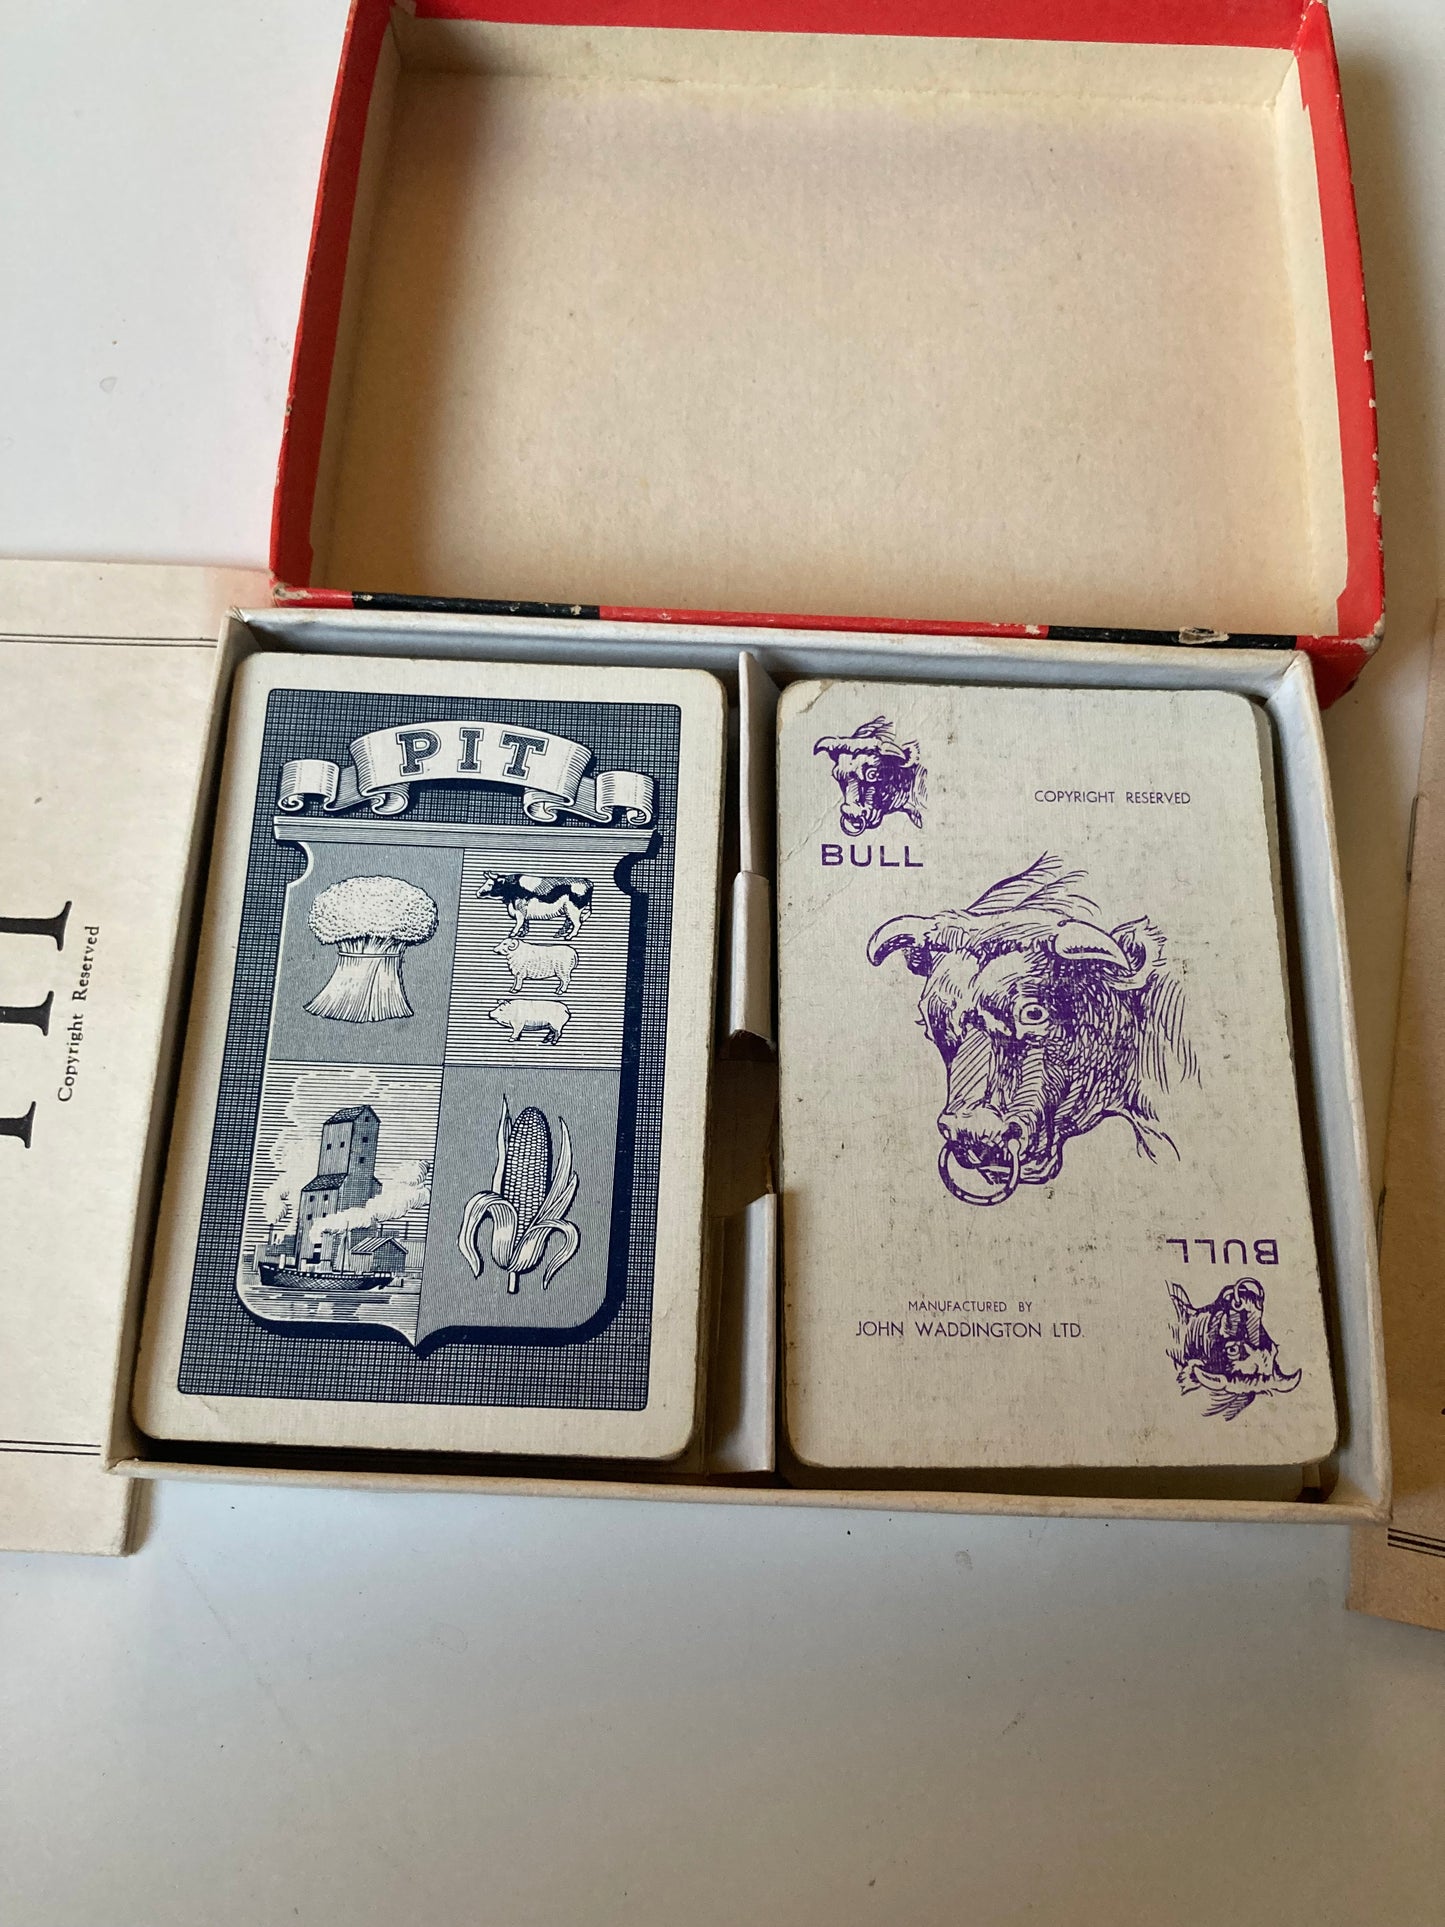 PIT
BULL
COPYRIGHT RESERVED
BULL
MANUFACTURED BY
JOHN WADDINGTON LTD.
Copyright Reserved